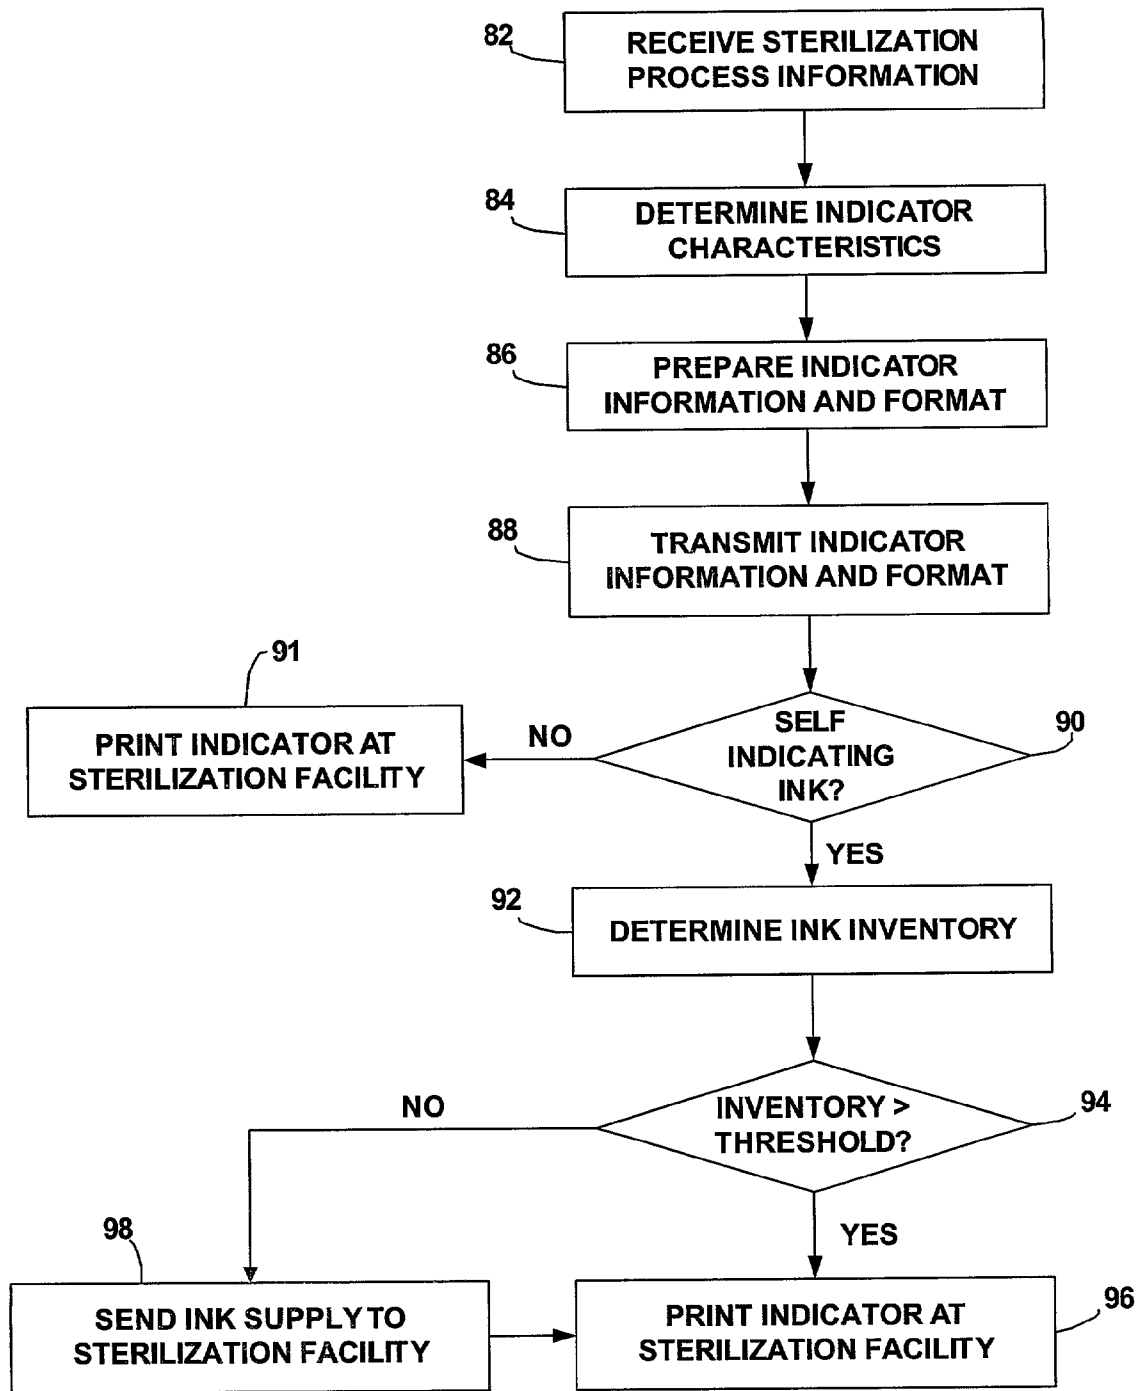 82
RECEIVE STERILIZATION
PROCESS INFORMATION
84
DETERMINE INDICATOR
CHARACTERISTICS
86
PREPARE INDICATOR
INFORMATION AND FORMAT
88
TRANSMIT INDICATOR
INFORMATION AND FORMAT
91
PRINT INDICATOR AT
STERILIZATION FACILITY
NO
SELF
INDICATING
INK?
90
YES
92
DETERMINE INK INVENTORY
NO
INVENTORY >
THRESHOLD?
94
YES
98
SEND INK SUPPLY TO
STERILIZATION FACILITY
PRINT INDICATOR AT
STERILIZATION FACILITY
96